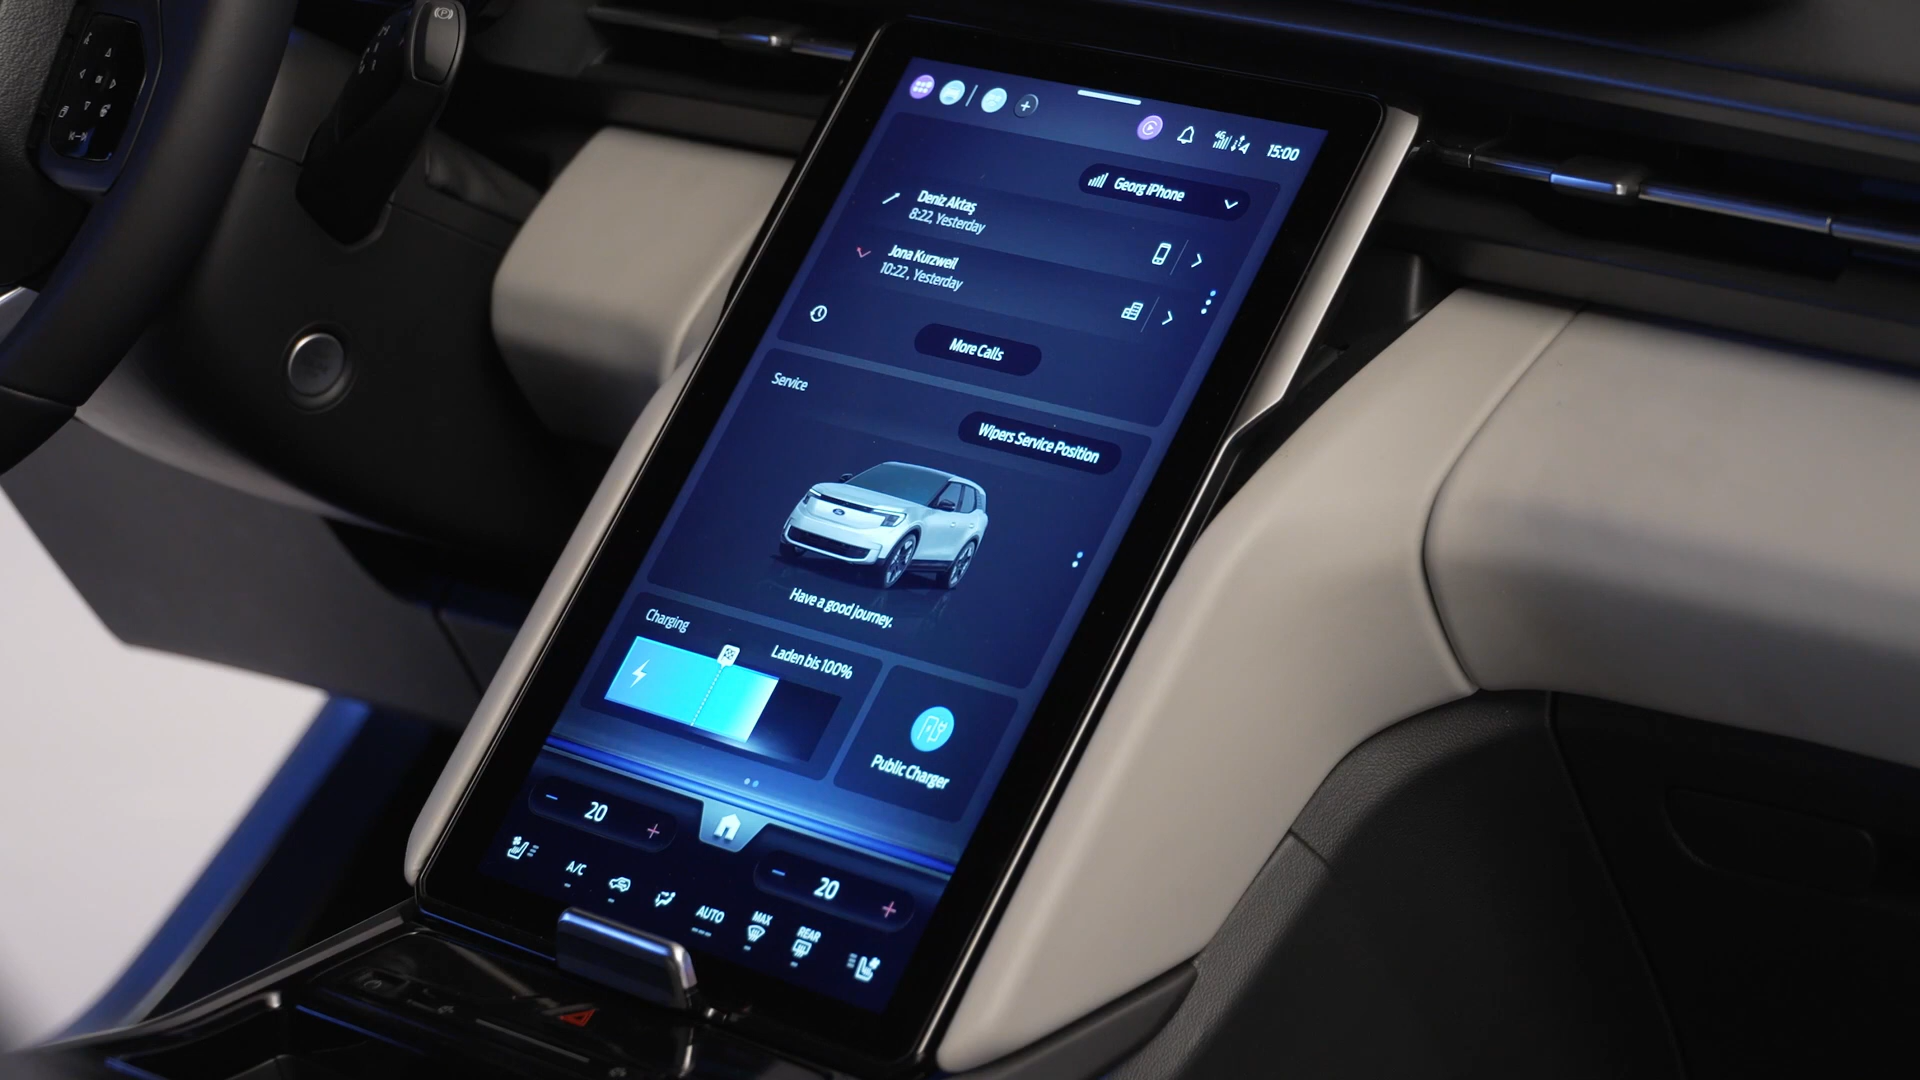 4G
15:00
Georg iPhone
Deniz Aktaş
8:22, Yesterday
Jona Kurzweil
10:22, Yesterday
More Calls
Service
Wipers Service Position
Have a good journey.
Charging
Laden bis 100%
Public Charger
20
20
A/C
AUTO
MAX
REAR